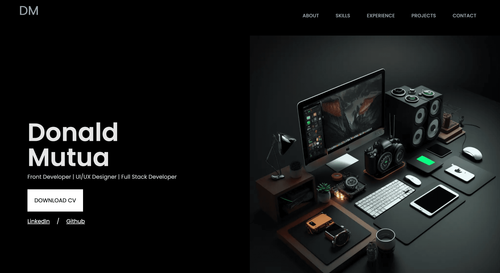 DM
ABOUT SKILLS EXPERIENCE PROJECTS CONTACT
Donald
Mutua
Front Developer | UI/UX Designer | Full Stack Developer
DOWNLOAD CV
LinkedIn / Github